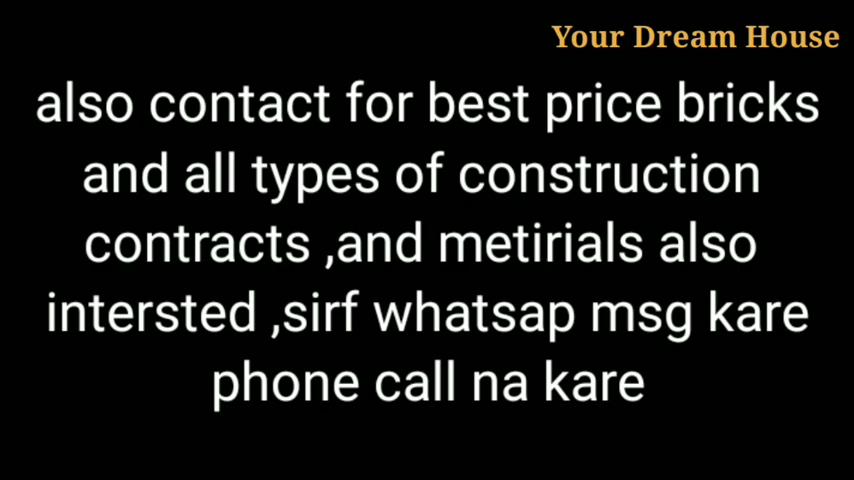 Your Dream House
also contact for best price bricks
and all types of construction
contracts ,and metirials also
intersted ,sirf whatsap msg kare
phone call na kare